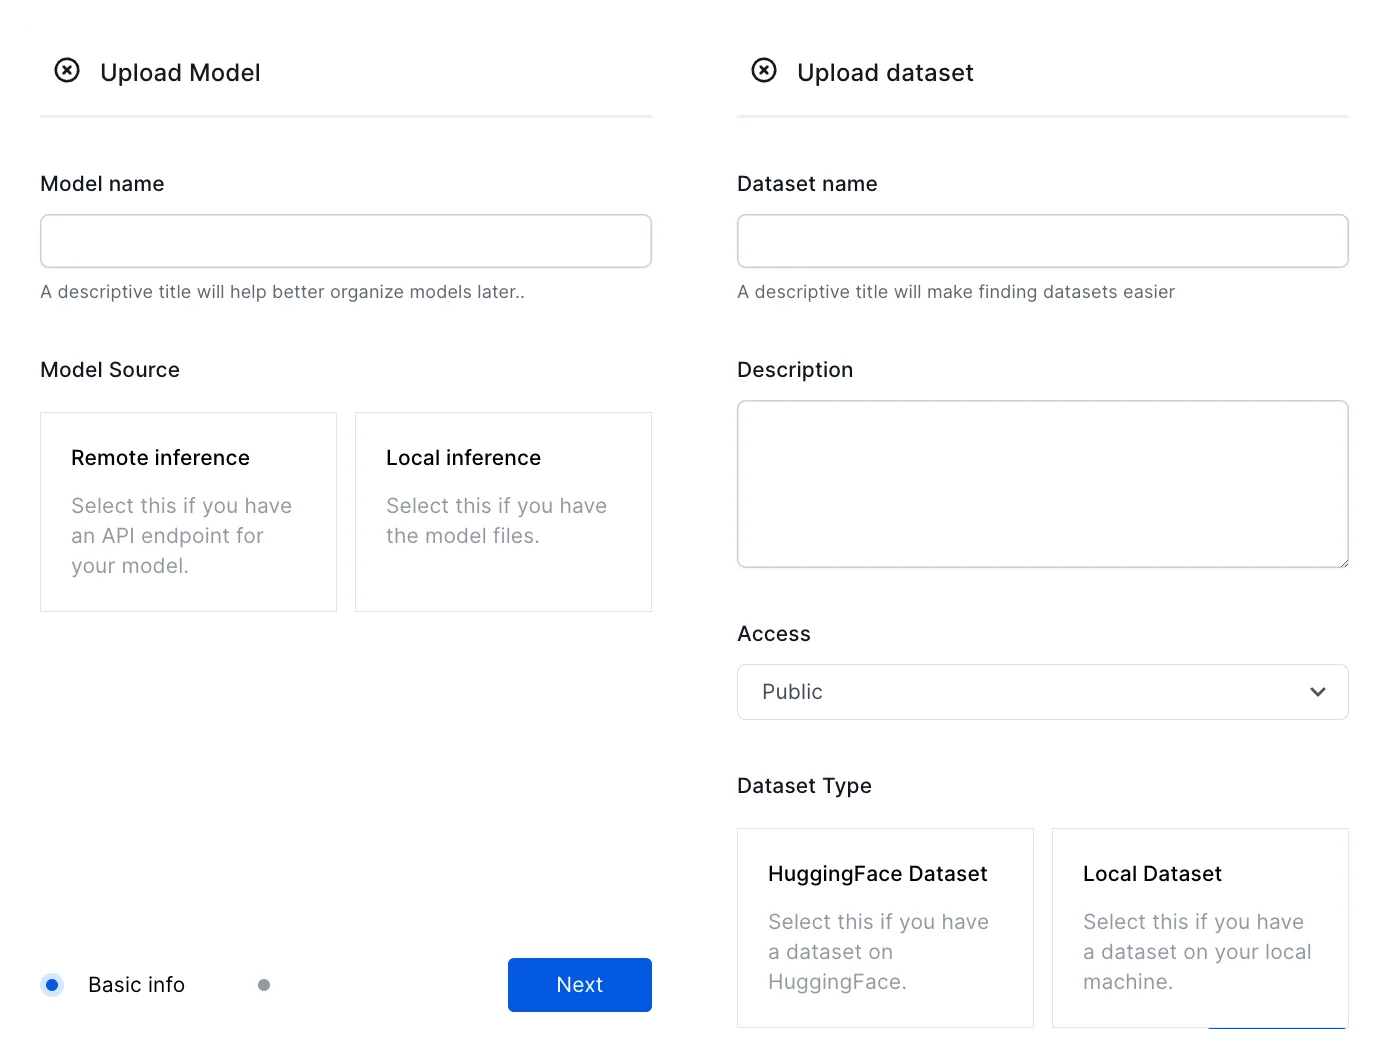 Upload Model
Model name
A descriptive title will help better organize models later..
Model Source
Remote inference
Select this if you have
an API endpoint for
your model.
Local inference
Select this if you have
the model files.
Basic info
Next
Upload dataset
Dataset name
A descriptive title will make finding datasets easier
Description
Access
Public
Dataset Type
HuggingFace Dataset
Select this if you have
a dataset on
HuggingFace.
Local Dataset
Select this if you have
a dataset on your local
machine.